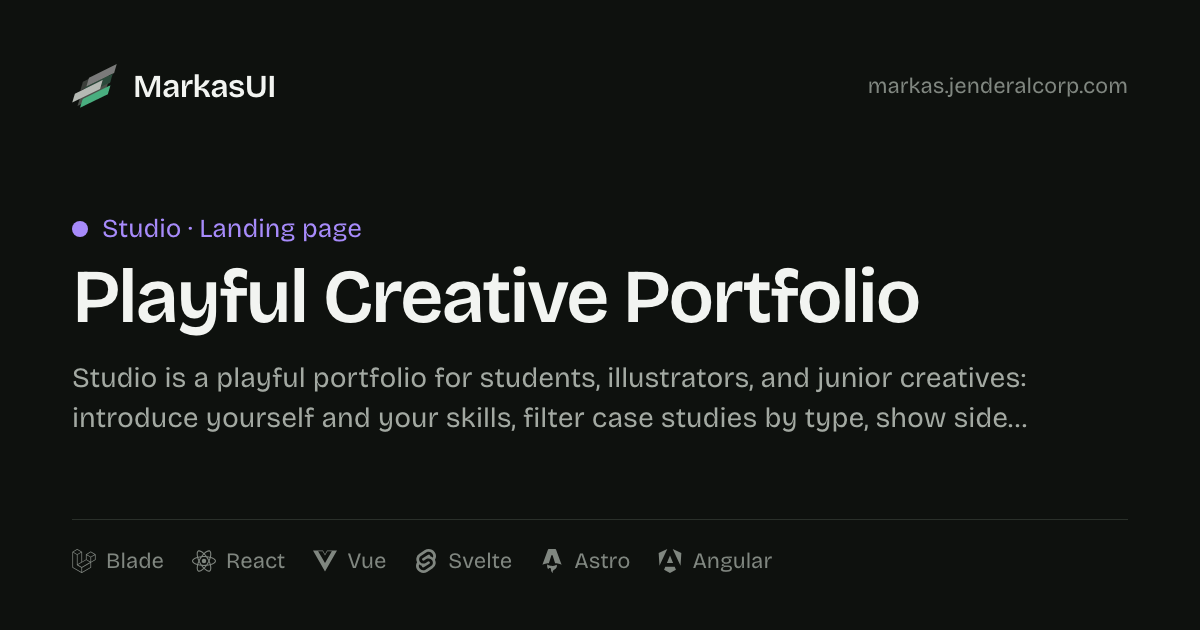 MarkasUI
markas.jenderalcorp.com
Studio · Landing page
Playful Creative Portfolio
Studio is a playful portfolio for students, illustrators, and junior creatives:
introduce yourself and your skills, filter case studies by type, show side...
Blade React Vue Svelte Astro Angular